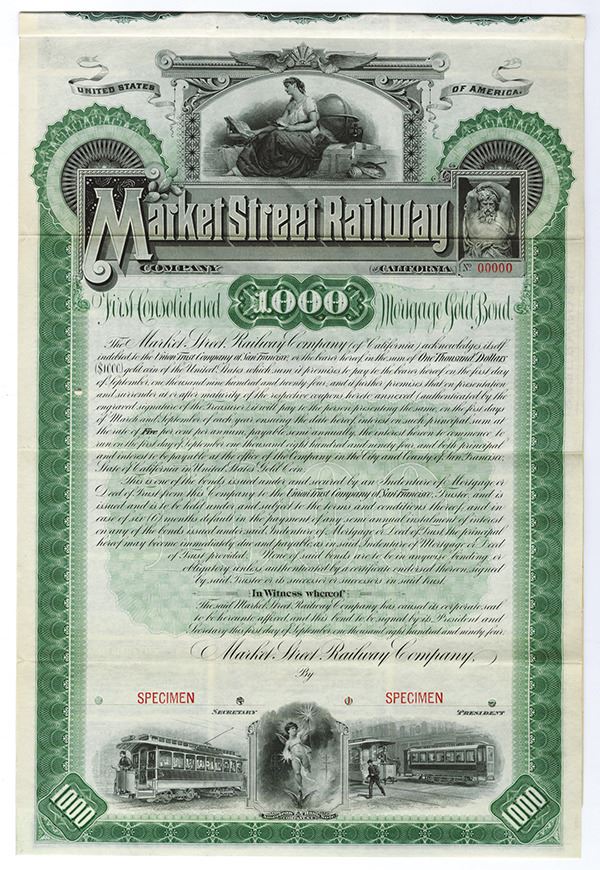 UNITED STATES
OF AMERICA.
Market Street Railway
COMPANY
OF CALIFORNIA
No 00000
First Consolidated 1000 Mortgage Gold Bond
The Market Street Railway Company (of California) acknowledges itself
indebted to the Union Trust Company of San Francisco, or the bearer hereof, in the sum of One Thousand Dollars
($1000) gold coin of the United States, which sum it promises to pay to the bearer hereof on the first day
of September, one thousand nine hundred and twenty four, and it further promises that on presentation
and surrender at or after maturity of the respective coupons hereto annexed (authenticated by the
engraved signature of the Treasurer) it will pay to the person presenting the same, on the first days
of March and September of each year ensuing the date hereof, interest on such principal sum at
the rate of Five per cent per annum, payable semi annually, the interest hereon to commence to
run on the first day of September, one thousand eight hundred and ninety four, and both principal
and interest to be payable at the office of the Company in the City and County of San Francisco,
State of California in United States Gold Coin.
This is one of the bonds issued under and secured by an Indenture of Mortgage or
Deed of Trust from this Company to the Union Trust Company of San Francisco, Trustee, and is
issued and is to be held under and subject to the terms and conditions thereof, and in
case of six (6) months default in the payment of any semi annual instalment of interest
on any of the bonds issued under said Indenture of Mortgage or Deed of Trust the principal
hereof may become immediately due and payable, as in said Indenture of Mortgage or Deed
of Trust provided. None of said bonds are to be in anywise binding or
obligatory unless authenticated by a certificate endorsed thereon, signed
by said Trustee or its successor or successors in said trust.
In Witness whereof
The said Market Street Railway Company has caused its corporate seal
to be hereunto affixed, and this bond to be signed by its President and
Secretary this first day of September, one thousand eight hundred and ninety four.
Market Street Railway Company,
By
SPECIMEN
SPECIMEN
SECRETARY
PRESIDENT
1000
1000